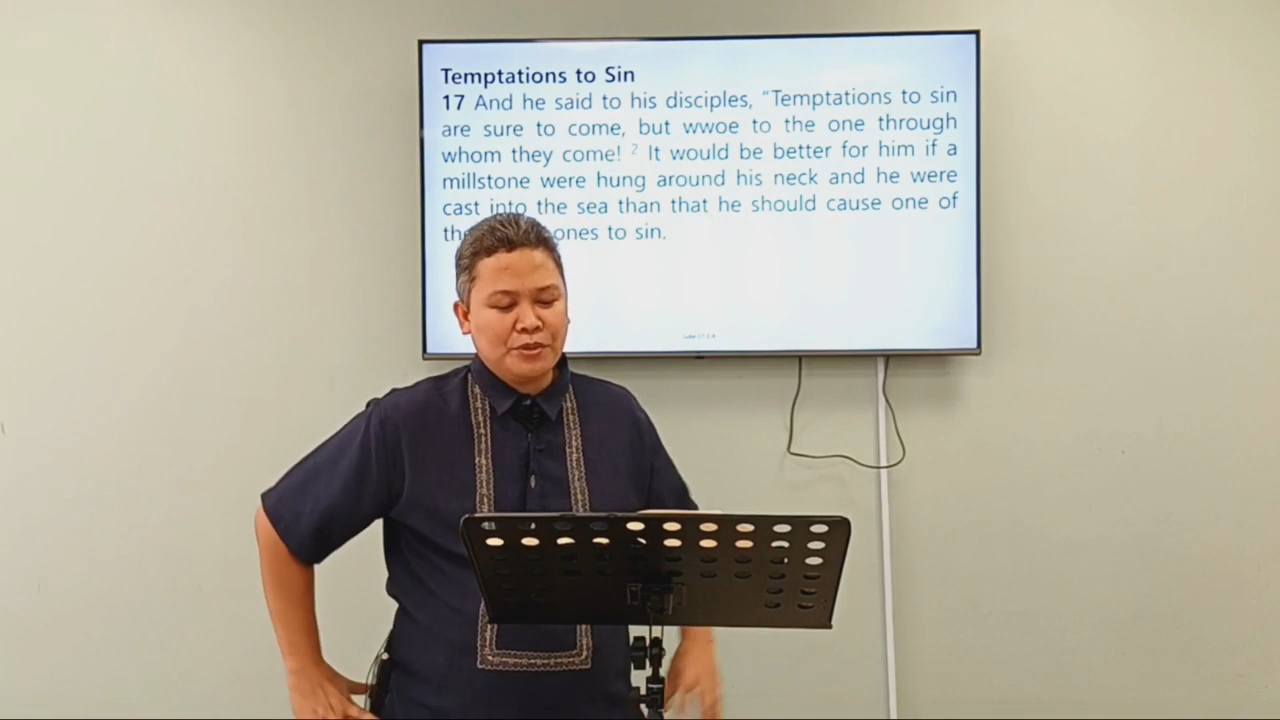 Temptations to Sin
17 And he said to his disciples, “Temptations to sin
are sure to come, but wwoe to the one through
whom they come! ² It would be better for him if a
millstone were hung around his neck and he were
cast into the sea than that he should cause one of
ones to sin.